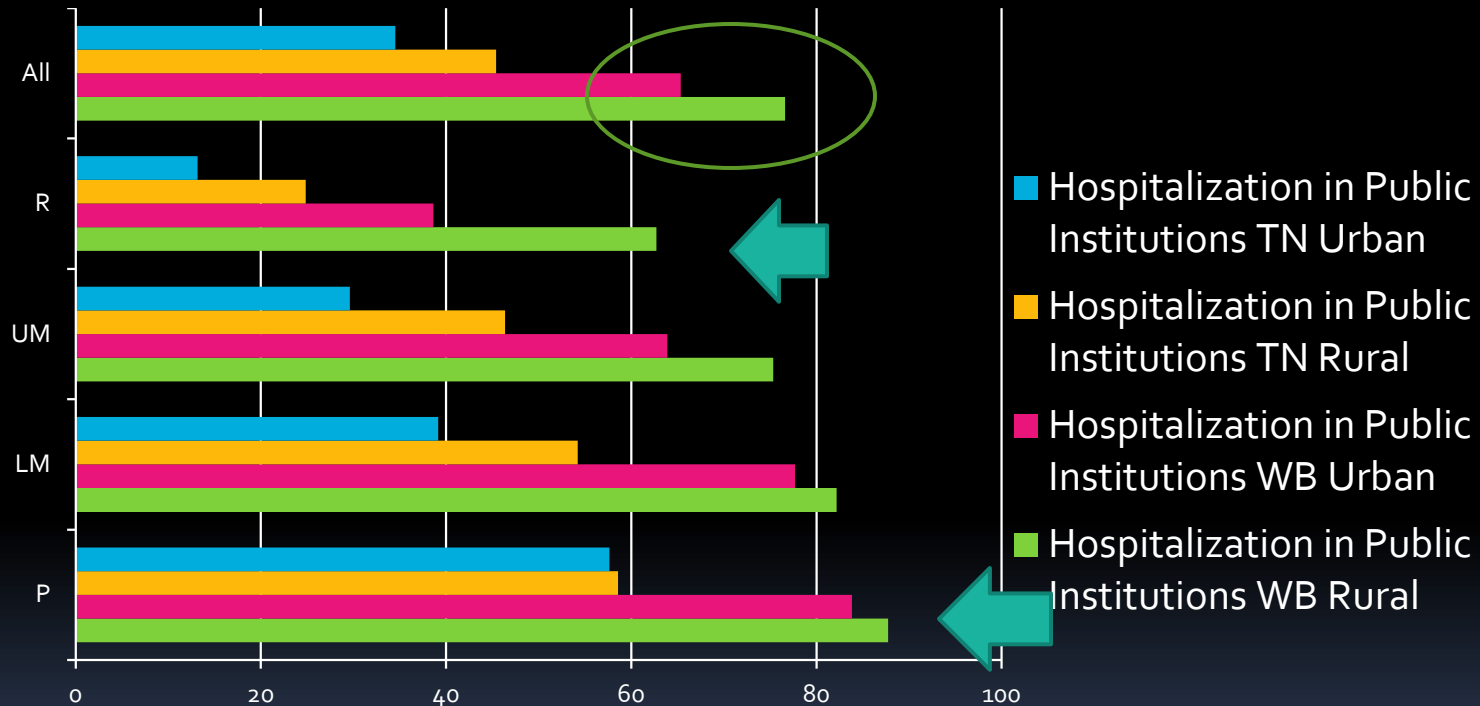 All
R
UM
LM
P
0 20 40 60 80 100
Hospitalization in Public
Institutions TN Urban
Hospitalization in Public
Institutions TN Rural
Hospitalization in Public
Institutions WB Urban
Hospitalization in Public
Institutions WB Rural